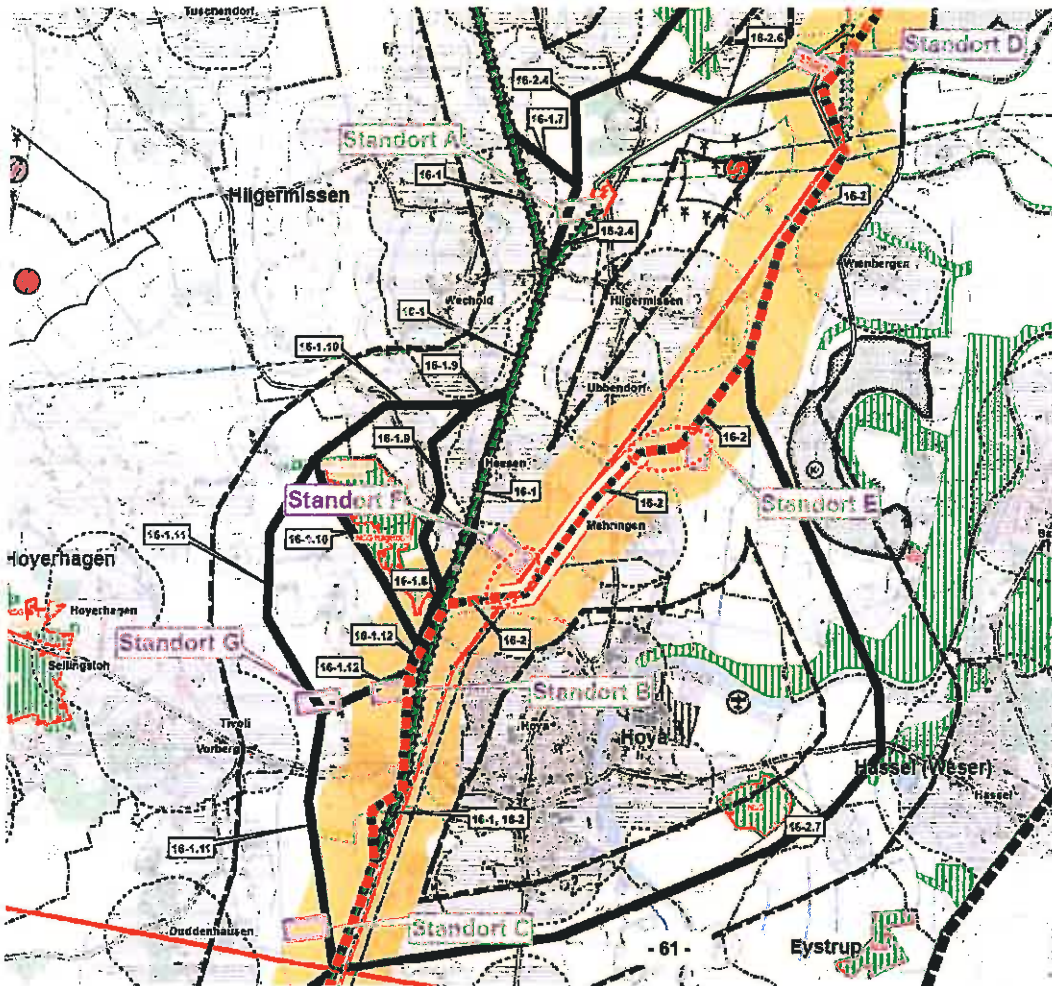 Tuschendorf
16-2.6
Standort D
16-2.4
16-1.7
Standort A
16-1
Hilgermissen
16-2
16-2.4
Wienbergen
Wechold
Hilgermissen
16-1
16-1.10
16-1.9
Ubbendorf
16-1.8
16-2
Heesen
Standort F
16-1
16-2
Standort E
Mehringen
16-1.11
16-1.10
Hoyerhagen
16-1.8
Hoyerhagen
16-1.12
16-2
Standort G
Sellingsloh
16-1.12
Standort B
Tivoli
Hoya
Hoya
Vorberg
Hassel (Weser)
Hassel
NSG
16-1, 16-2
16-2.7
16-1.11
Duddenhausen
Standort C
- 61 -
Eystrup